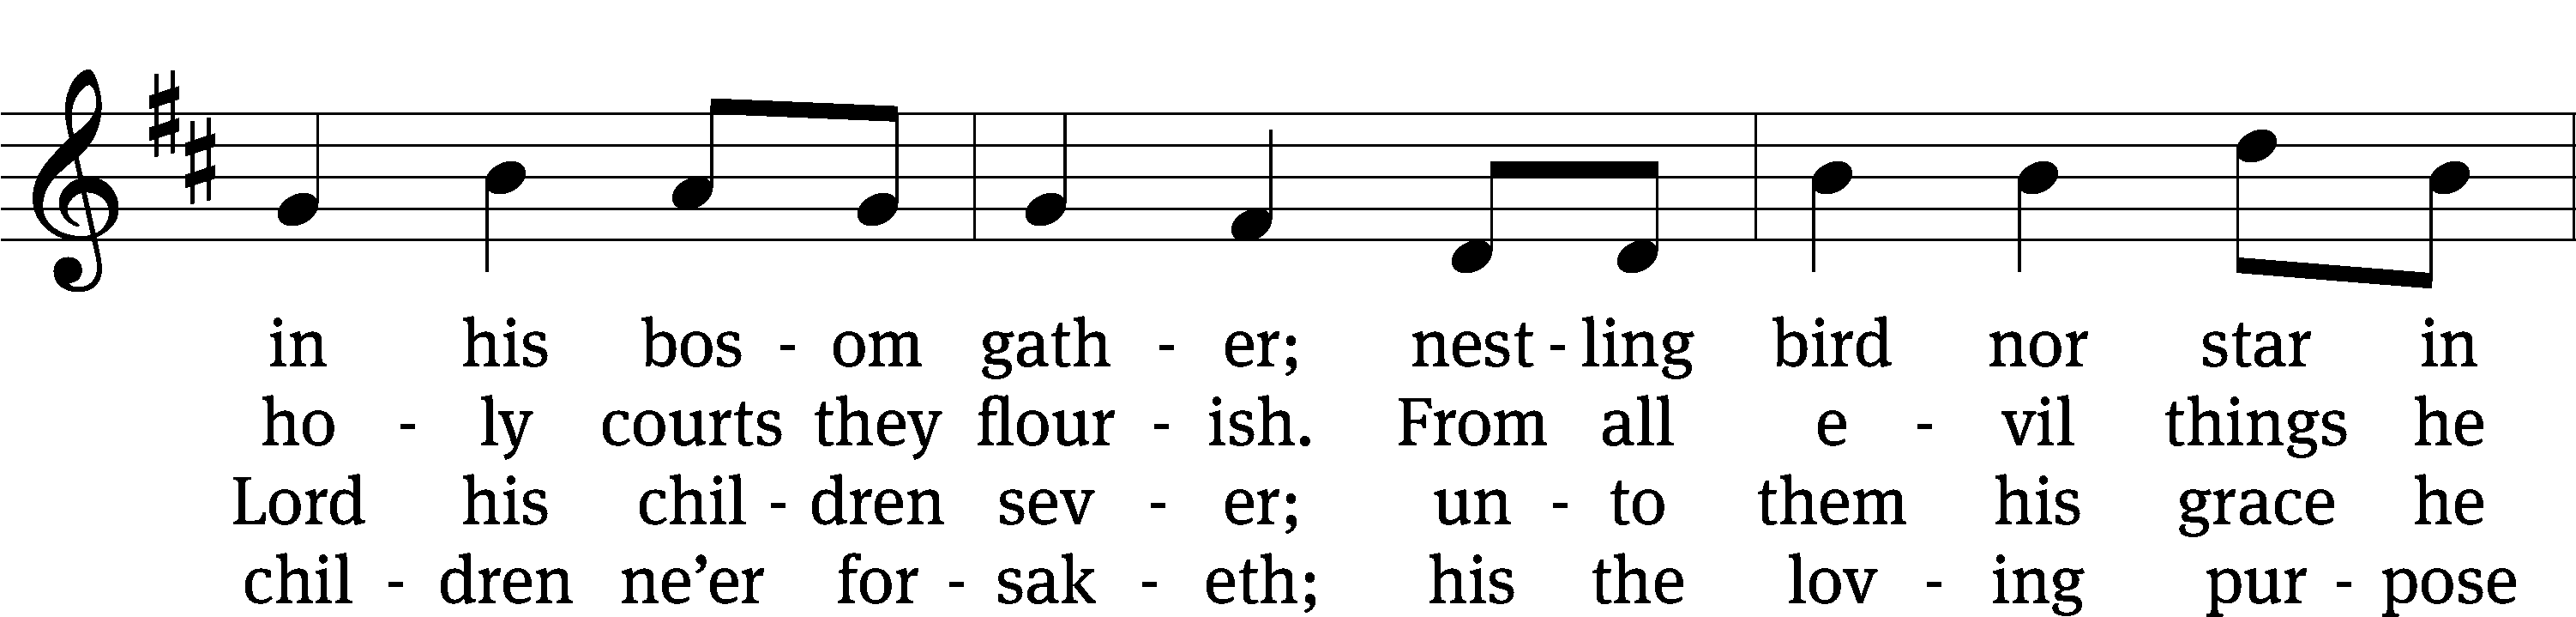 in his bos - om gath - er; nest - ling bird nor star in
ho - ly courts they flour - ish. From all e - vil things he
Lord his chil - dren sev - er; un - to them his grace he
chil - dren ne’er for - sak - eth; his the lov - ing pur - pose